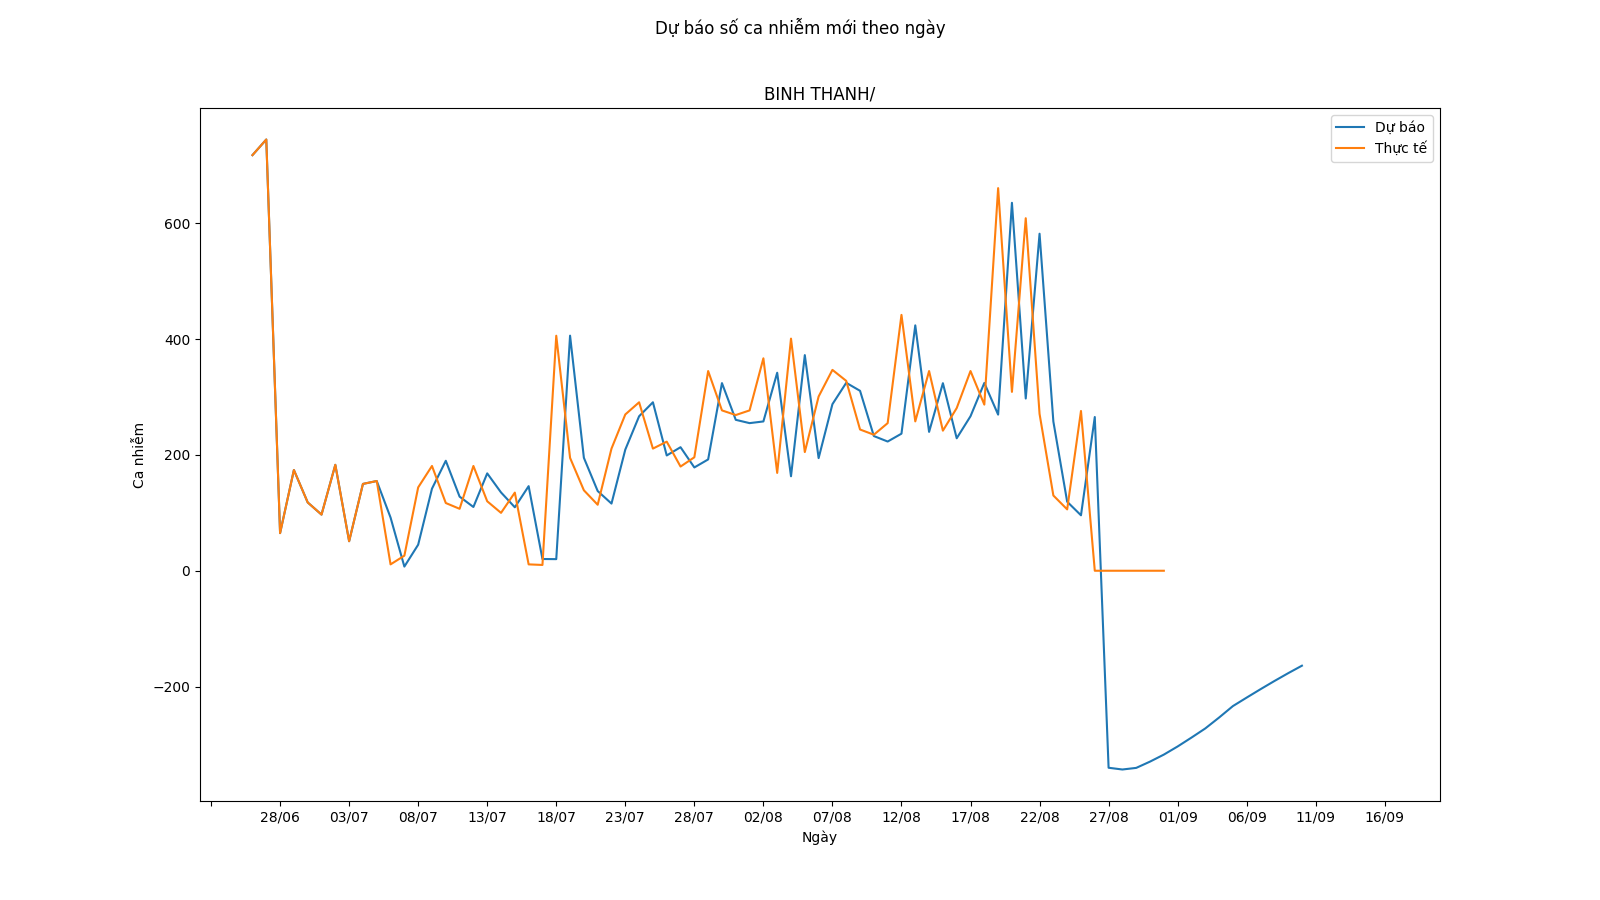 Dự báo số ca nhiễm mới theo ngày
BINH THANH/
Dự báo
Thực tế
600
400
200
0
−200
Ca nhiễm
28/06 03/07 08/07 13/07 18/07 23/07 28/07 02/08 07/08 12/08 17/08 22/08 27/08 01/09 06/09 11/09 16/09
Ngày